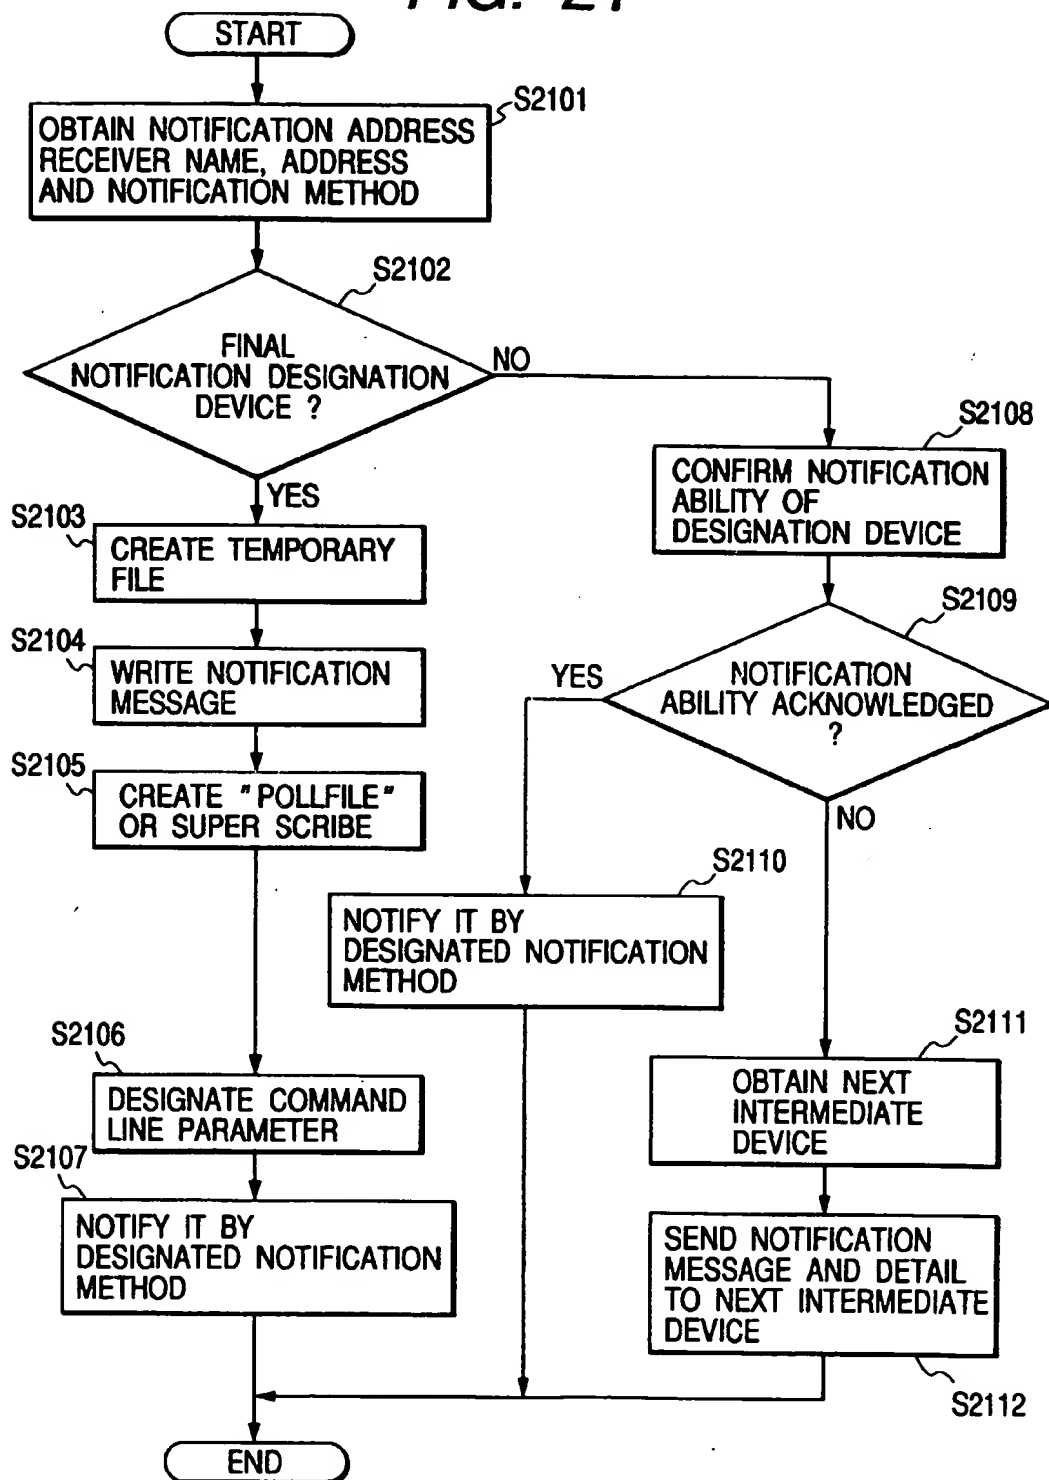 FIG. 21
START
S2101
OBTAIN NOTIFICATION ADDRESS
RECEIVER NAME, ADDRESS
AND NOTIFICATION METHOD
S2102
FINAL
NOTIFICATION DESIGNATION
DEVICE ?
NO
YES
S2103
CREATE TEMPORARY
FILE
S2104
WRITE NOTIFICATION
MESSAGE
S2105
CREATE "POLLFILE"
OR SUPER SCRIBE
S2106
DESIGNATE COMMAND
LINE PARAMETER
S2107
NOTIFY IT BY
DESIGNATED NOTIFICATION
METHOD
S2108
CONFIRM NOTIFICATION
ABILITY OF
DESIGNATION DEVICE
S2109
NOTIFICATION
ABILITY ACKNOWLEDGED
?
YES
NO
S2110
NOTIFY IT BY
DESIGNATED NOTIFICATION
METHOD
S2111
OBTAIN NEXT
INTERMEDIATE
DEVICE
SEND NOTIFICATION
MESSAGE AND DETAIL
TO NEXT INTERMEDIATE
DEVICE
S2112
END